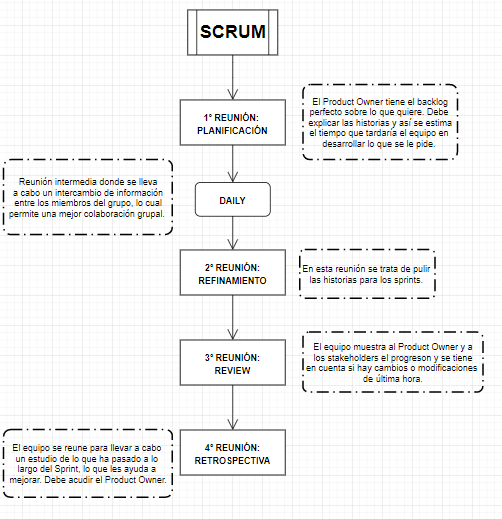 SCRUM
1° REUNIÓN:
PLANIFICACIÓN
El Product Owner tiene el backlog
perfecto sobre lo que quiere. Debe
explicar las historias y así se estima
el tiempo que tardaría el equipo en
desarrollar lo que se le pide.
Reunión intermedia donde se lleva
a cabo un intercambio de información
entre los miembros del grupo, lo cual
permite una mejor colaboración grupal.
DAILY
2° REUNIÓN:
REFINAMIENTO
En esta reunión se trata de pulir
las historias para los sprints.
3° REUNIÓN:
REVIEW
El equipo muestra al Product Owner y a
los stakeholders el progreson y se tiene
en cuenta si hay cambios o modificaciones
de última hora.
4° REUNIÓN:
RETROSPECTIVA
El equipo se reune para llevar a cabo
un estudio de lo que ha pasado a lo
largo del Sprint, lo que les ayuda a
mejorar. Debe acudir el Product Owner.